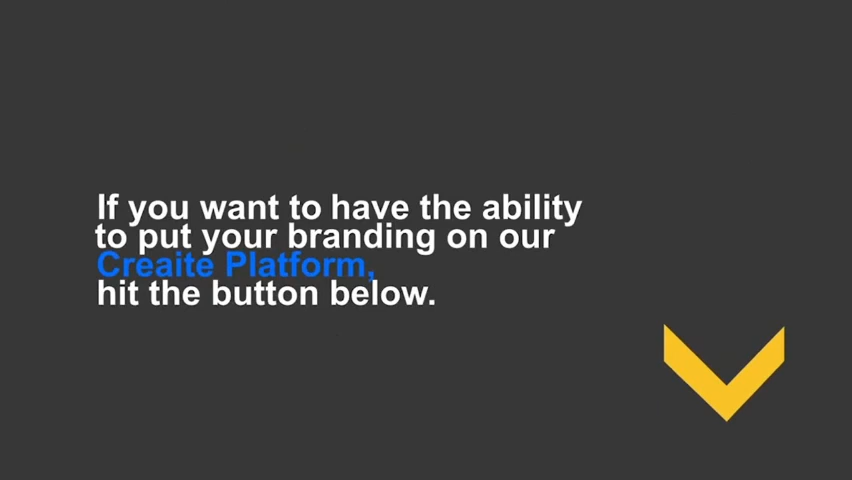 If you want to have the ability
to put your branding on our
Creaite Platform,
hit the button below.